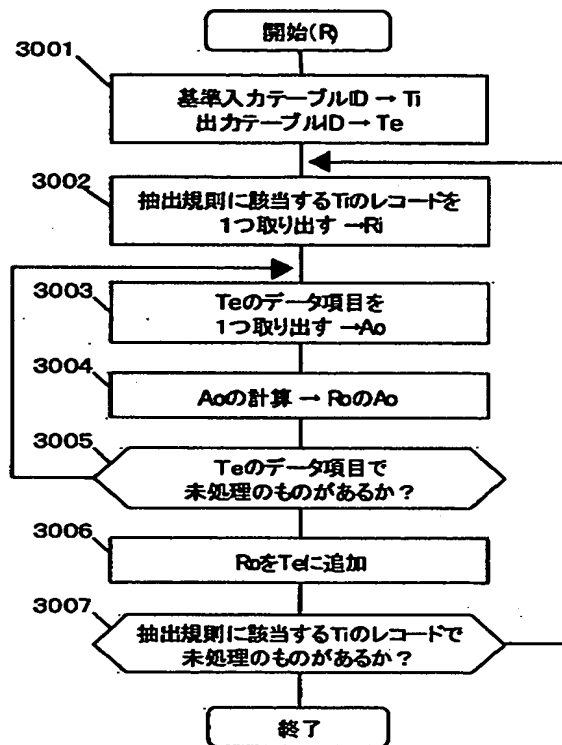 開始(R)
3001
基準入力テーブルID → Ti
出力テーブルID→ Te
3002
抽出規則に該当するTiのレコードを
1つ取り出す →Ri
3003
Teのデータ項目を
1つ取り出す →Ao
3004
Aoの計算 → RoのAo
3005
Teのデータ項目で
未処理のものがあるか？
3006
RoをTeに追加
3007
抽出規則に該当するTiのレコードで
未処理のものがあるか？
終了